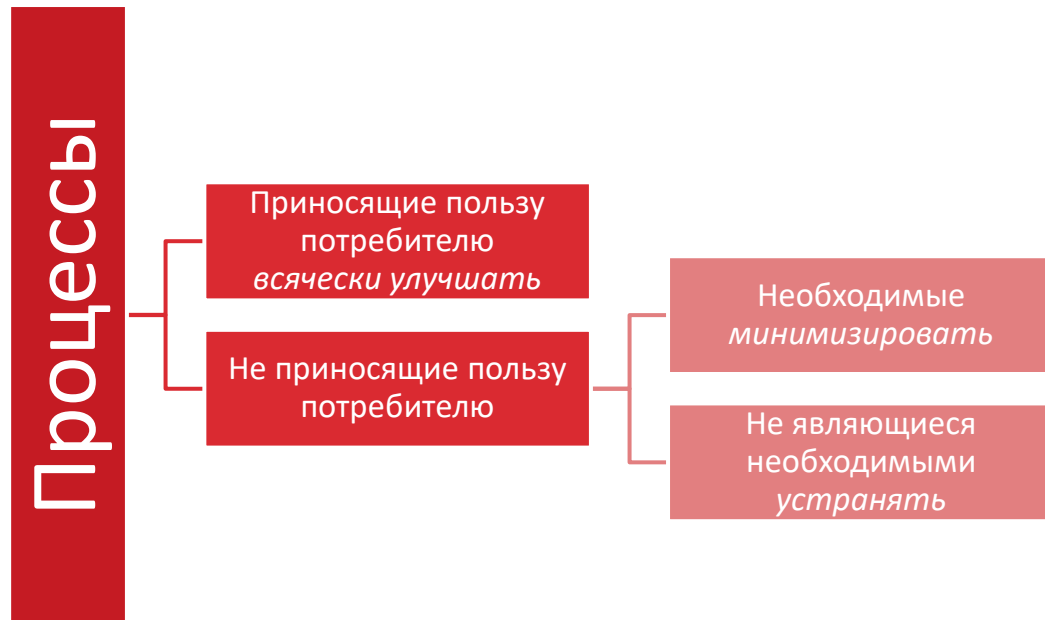 Процессы
Приносящие пользу
потребителю
всячески улучшать
Не приносящие пользу
потребителю
Необходимые
минимизировать
Не являющиеся
необходимыми
устранять